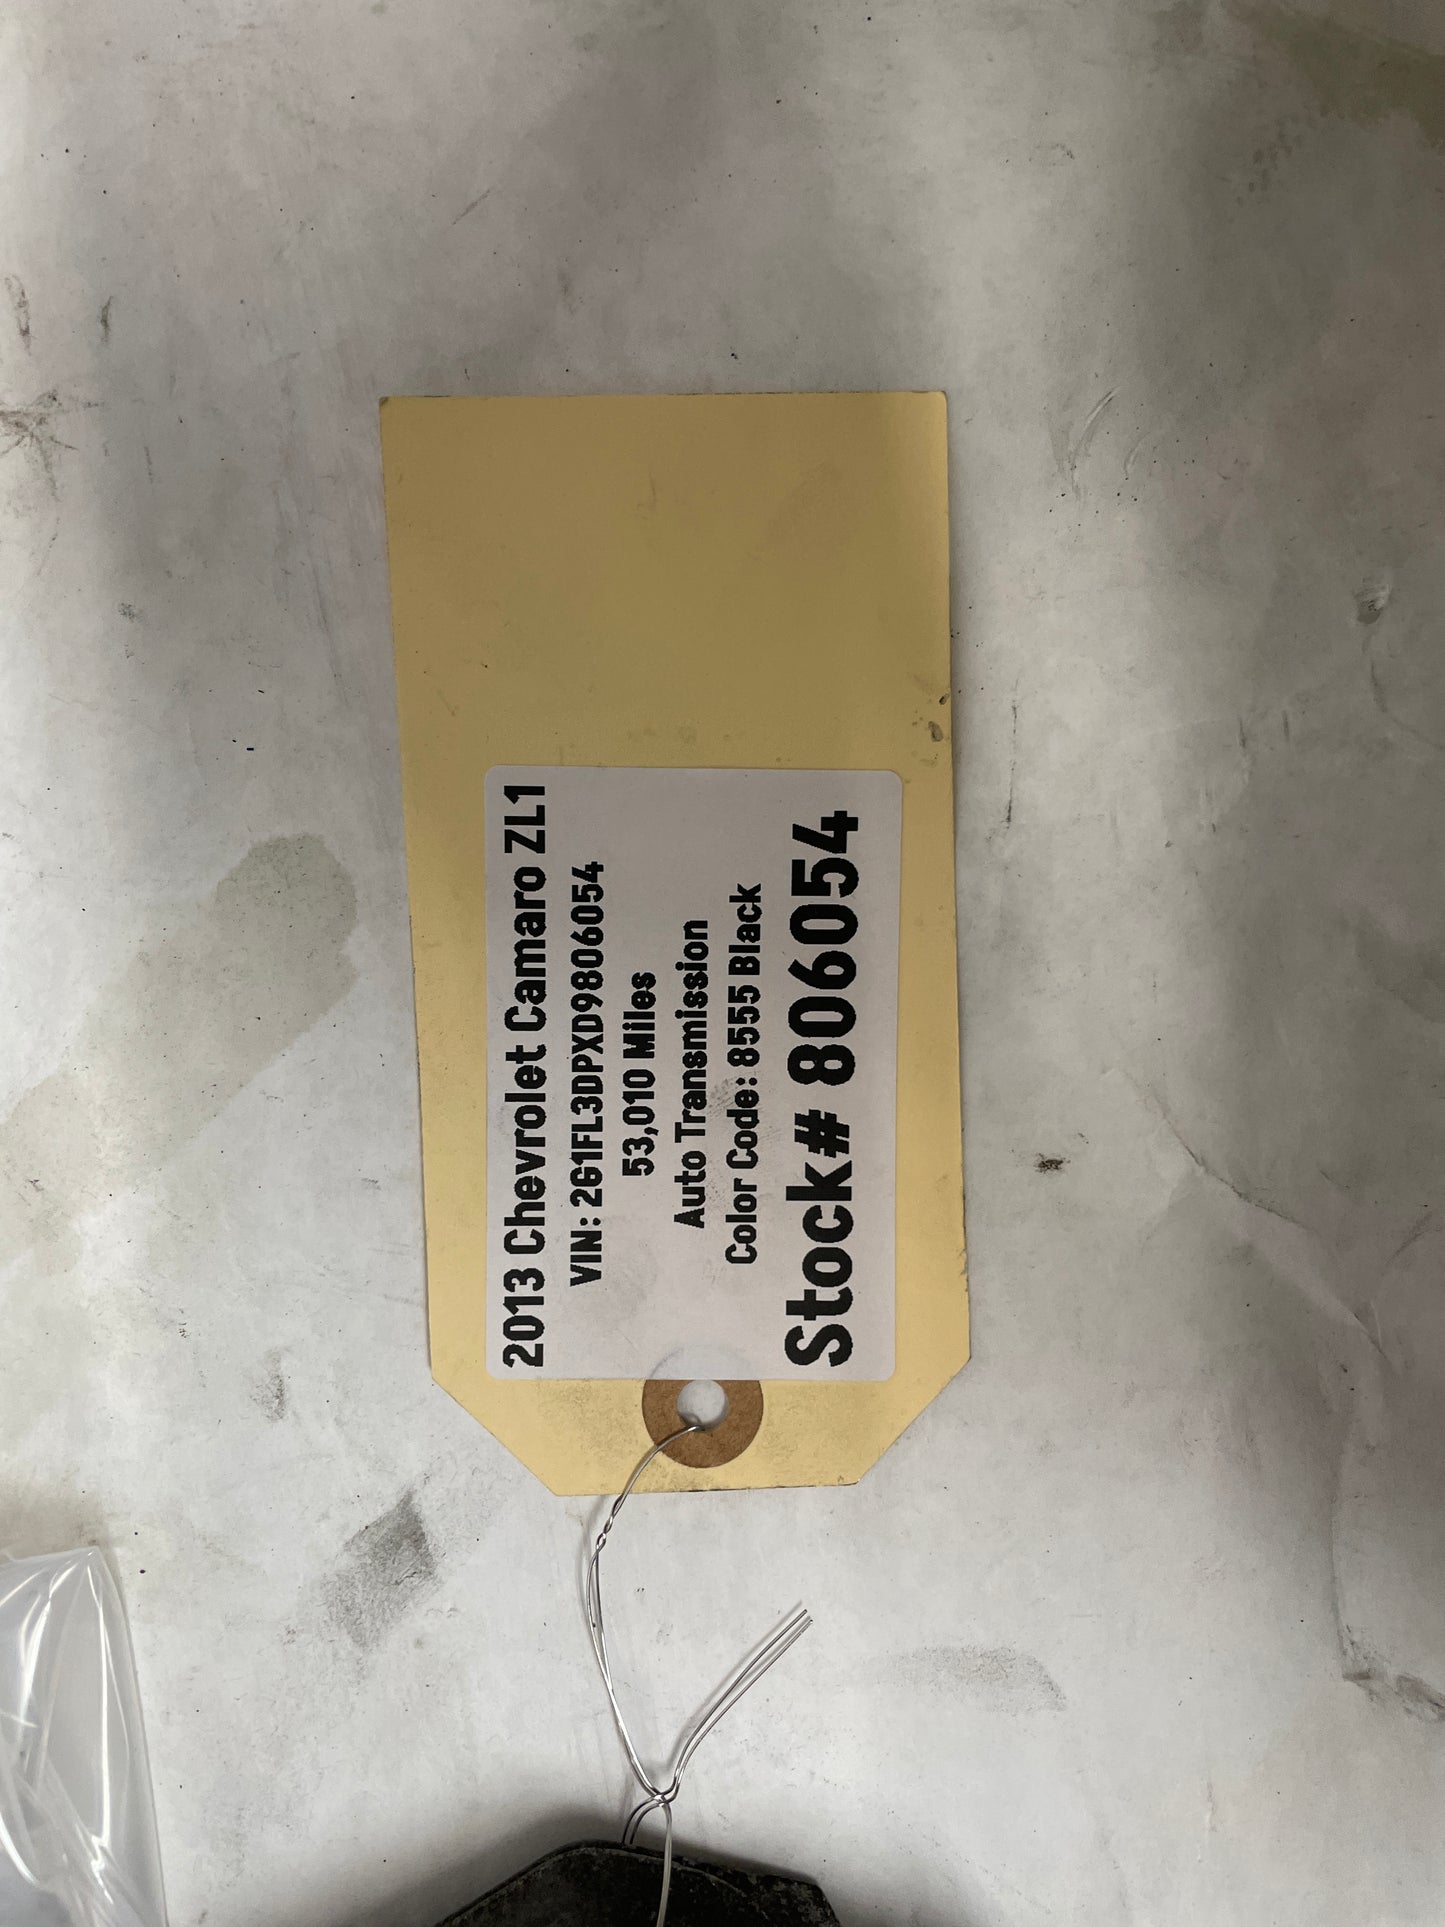 2013 Chevrolet Camaro ZL1
VIN: 2G1FL3DPXD9806054
53,010 Miles
Auto Transmission
Color Code: 8555 Black
Stock# 806054